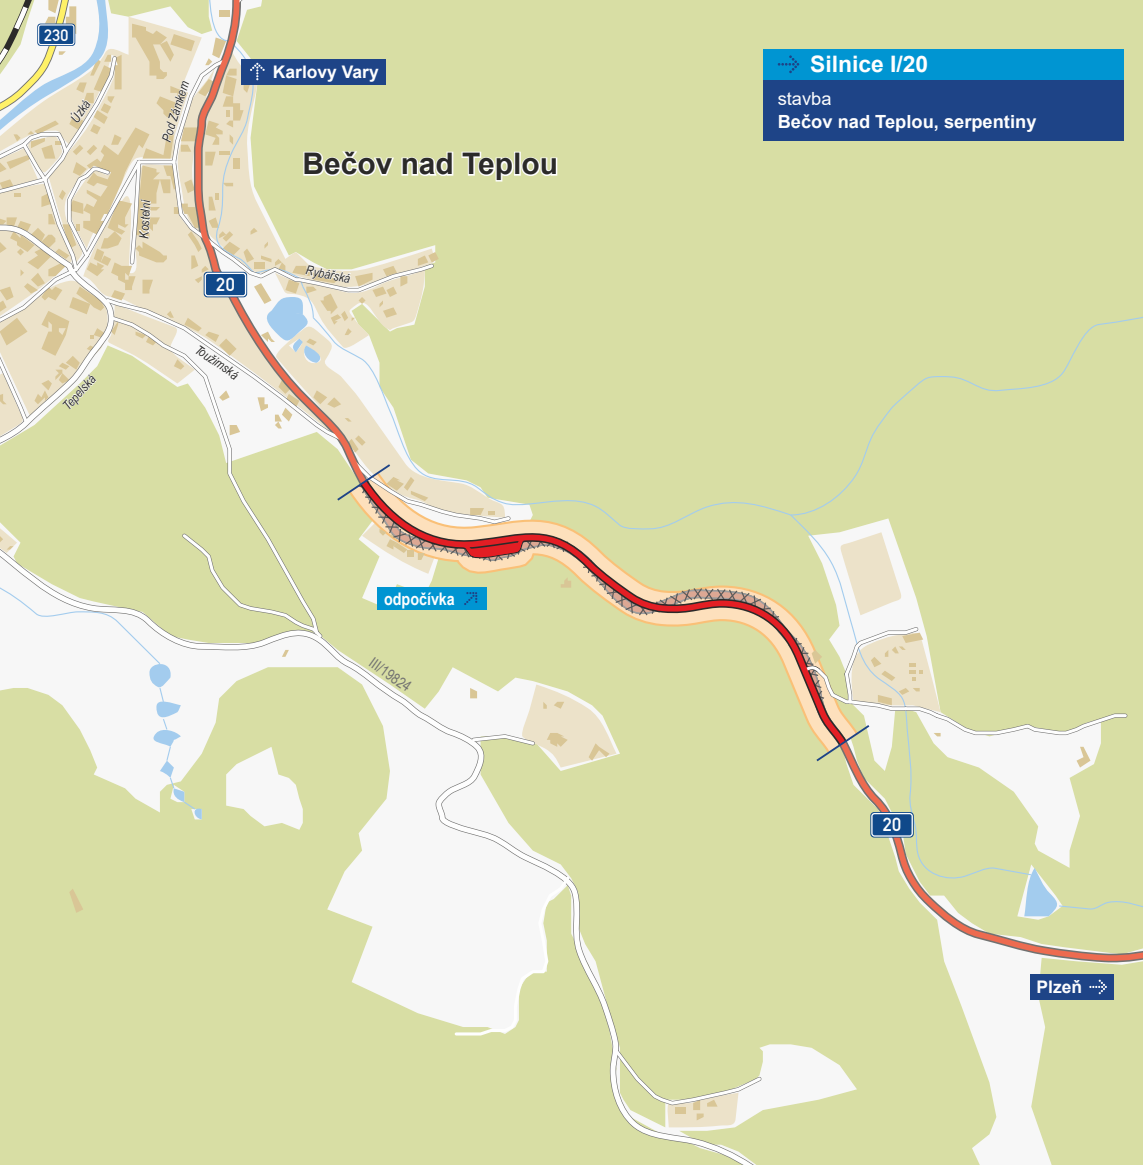 230
Karlovy Vary
Silnice I/20
stavba
Bečov nad Teplou, serpentiny
Úzká
Pod Zámkem
Bečov nad Teplou
Kostelní
Rybářská
20
Toužimská
Tepelská
odpočívka
III/19824
20
Plzeň